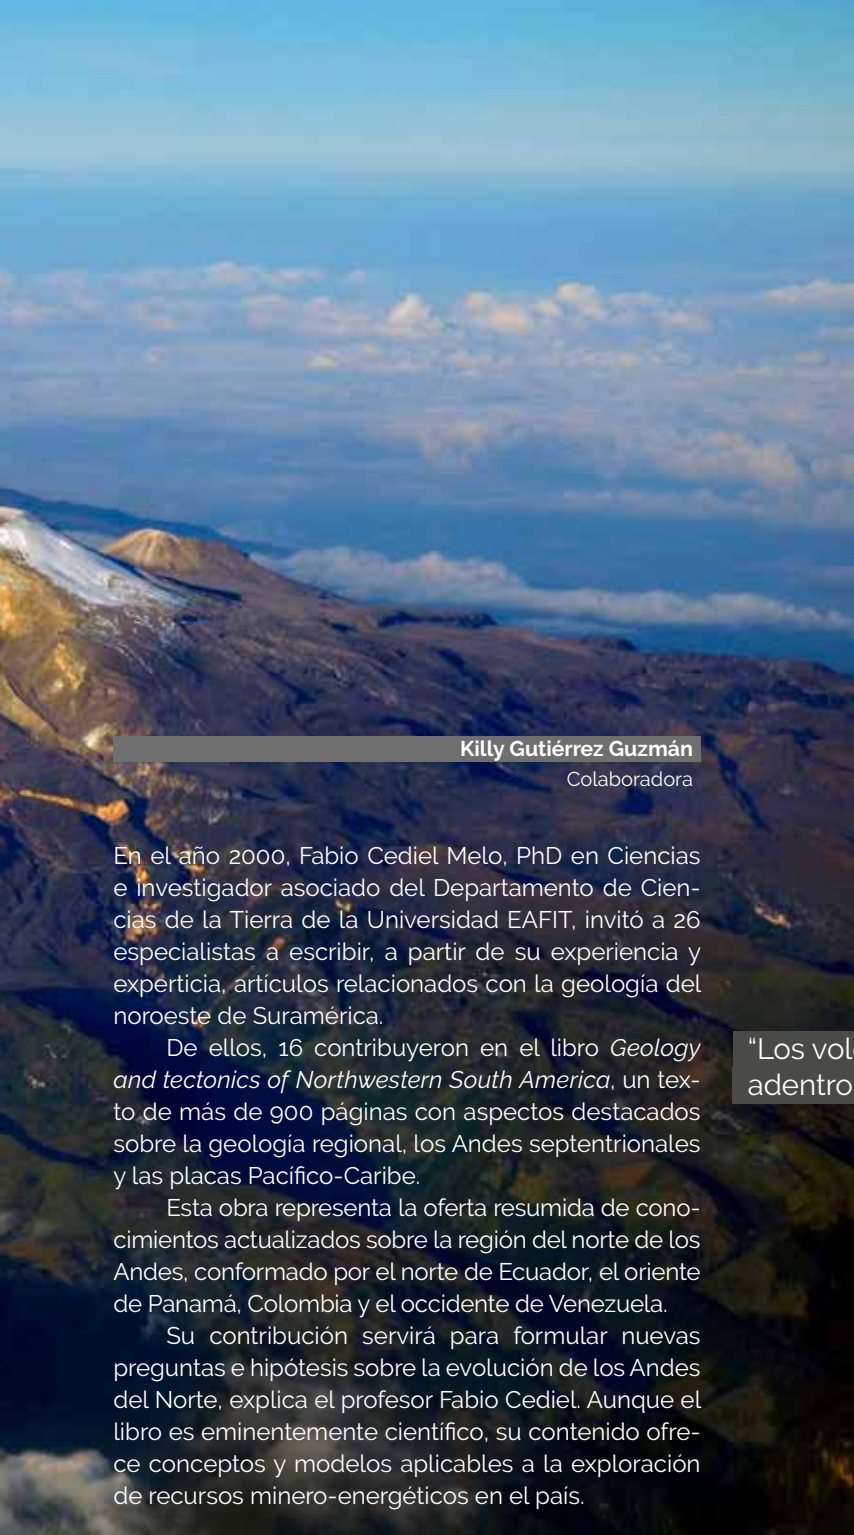 Killy Gutiérrez Guzmán
Colaboradora
En el año 2000, Fabio Cediel Melo, PhD en Ciencias
e investigador asociado del Departamento de Cien-
cias de la Tierra de la Universidad EAFIT, invitó a 26
especialistas a escribir, a partir de su experiencia y
experticia, artículos relacionados con la geología del
noroeste de Suramérica.
De ellos, 16 contribuyeron en el libro Geology
and tectonics of Northwestern South America, un tex-
to de más de 900 páginas con aspectos destacados
sobre la geología regional, los Andes septentrionales
y las placas Pacífico-Caribe.
Esta obra representa la oferta resumida de cono-
cimientos actualizados sobre la región del norte de los
Andes, conformado por el norte de Ecuador, el oriente
de Panamá, Colombia y el occidente de Venezuela.
Su contribución servirá para formular nuevas
preguntas e hipótesis sobre la evolución de los Andes
del Norte, explica el profesor Fabio Cediel. Aunque el
libro es eminentemente científico, su contenido ofre-
ce conceptos y modelos aplicables a la exploración
de recursos minero-energéticos en el país.
“Los
adentro